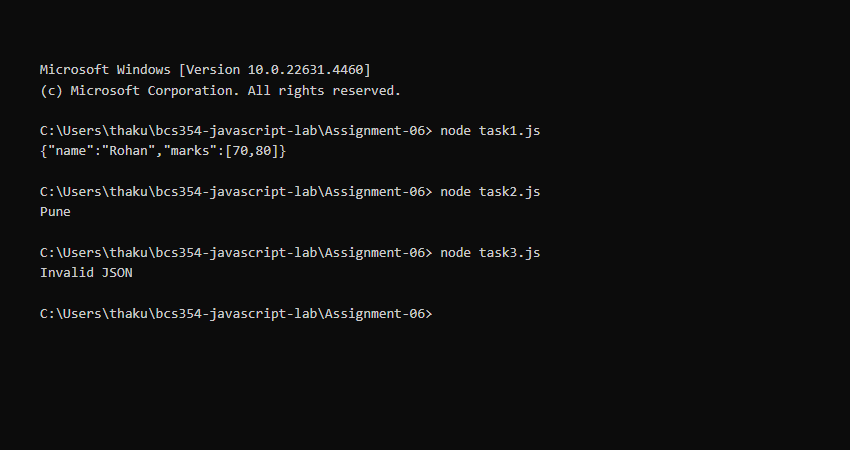 Microsoft Windows [Version 10.0.22631.4460]
(c) Microsoft Corporation. All rights reserved.
C:\Users\thaku\bcs354-javascript-lab\Assignment-06> node task1.js
{"name":"Rohan","marks":[70,80]}
C:\Users\thaku\bcs354-javascript-lab\Assignment-06> node task2.js
Pune
C:\Users\thaku\bcs354-javascript-lab\Assignment-06> node task3.js
Invalid JSON
C:\Users\thaku\bcs354-javascript-lab\Assignment-06>